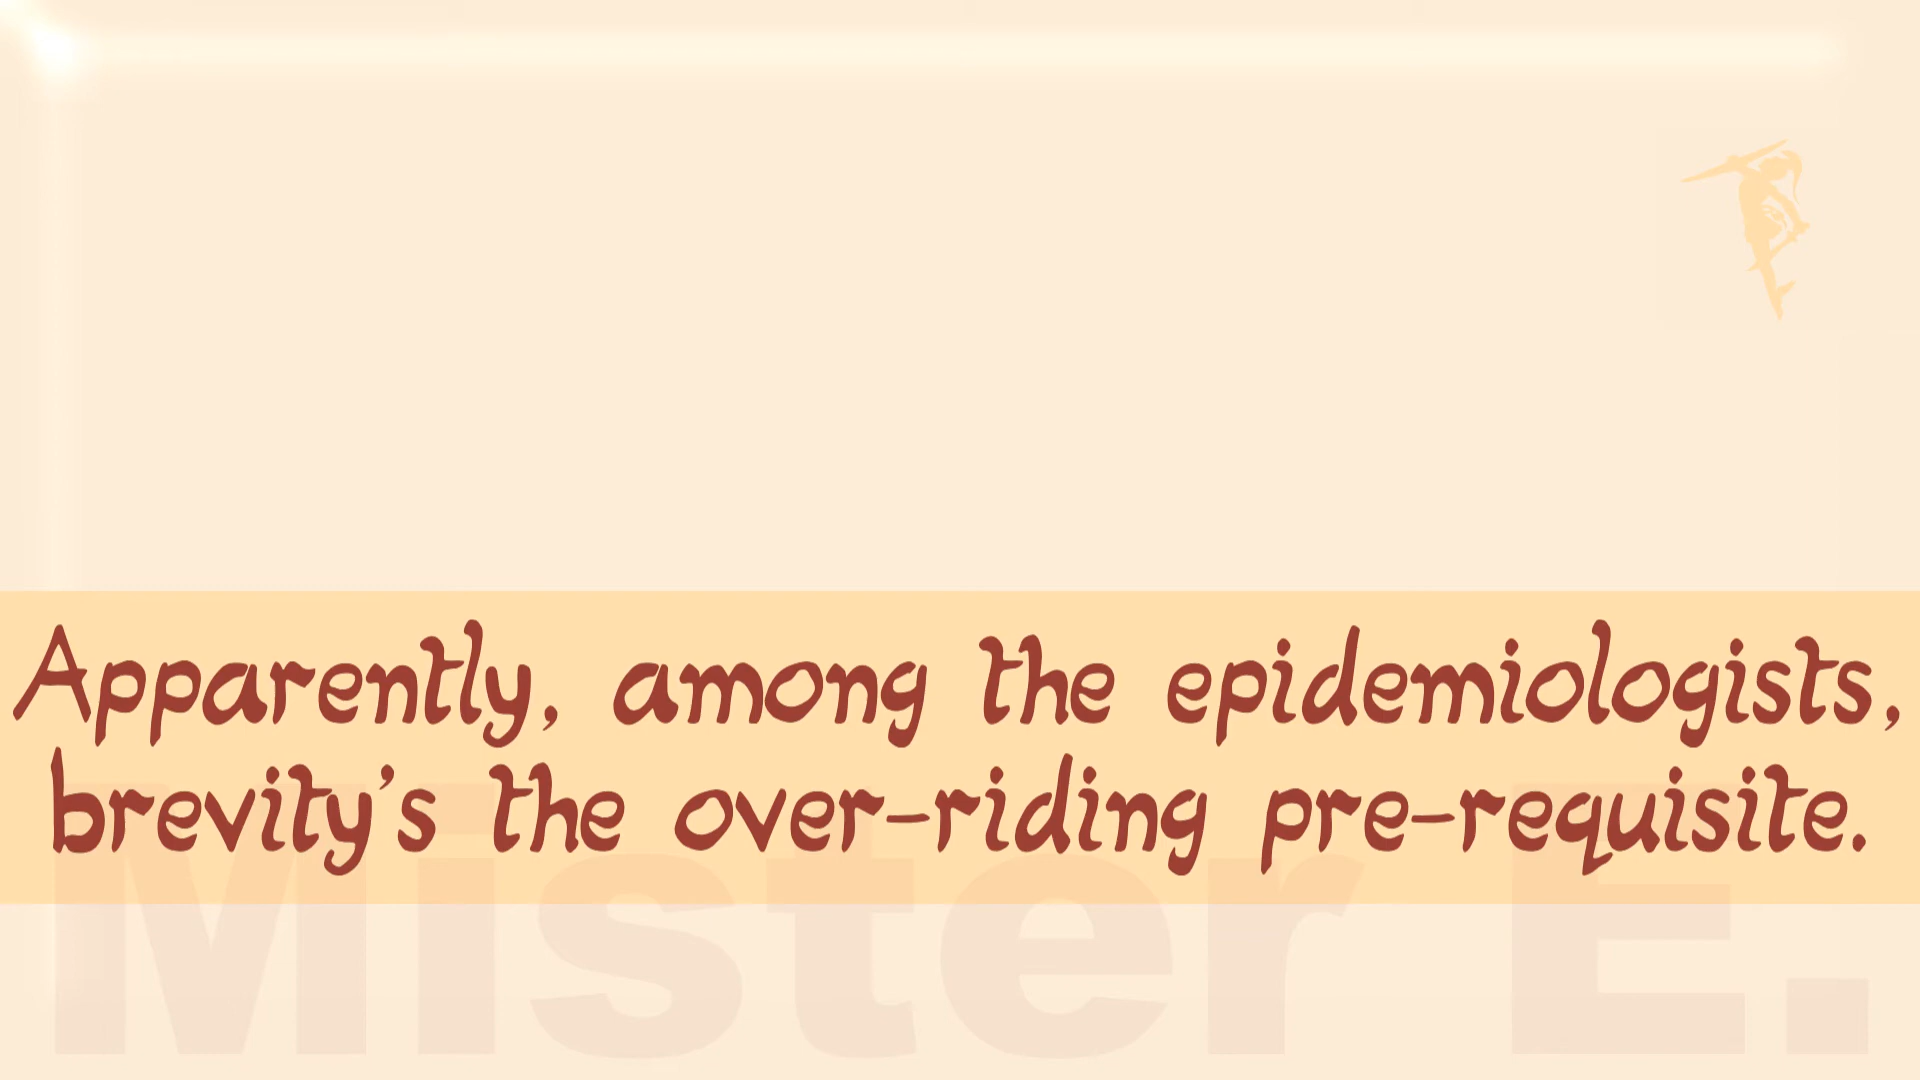 Apparently, among the epidemiologists,
brevity's the over-riding pre-requisite.
Mister E.